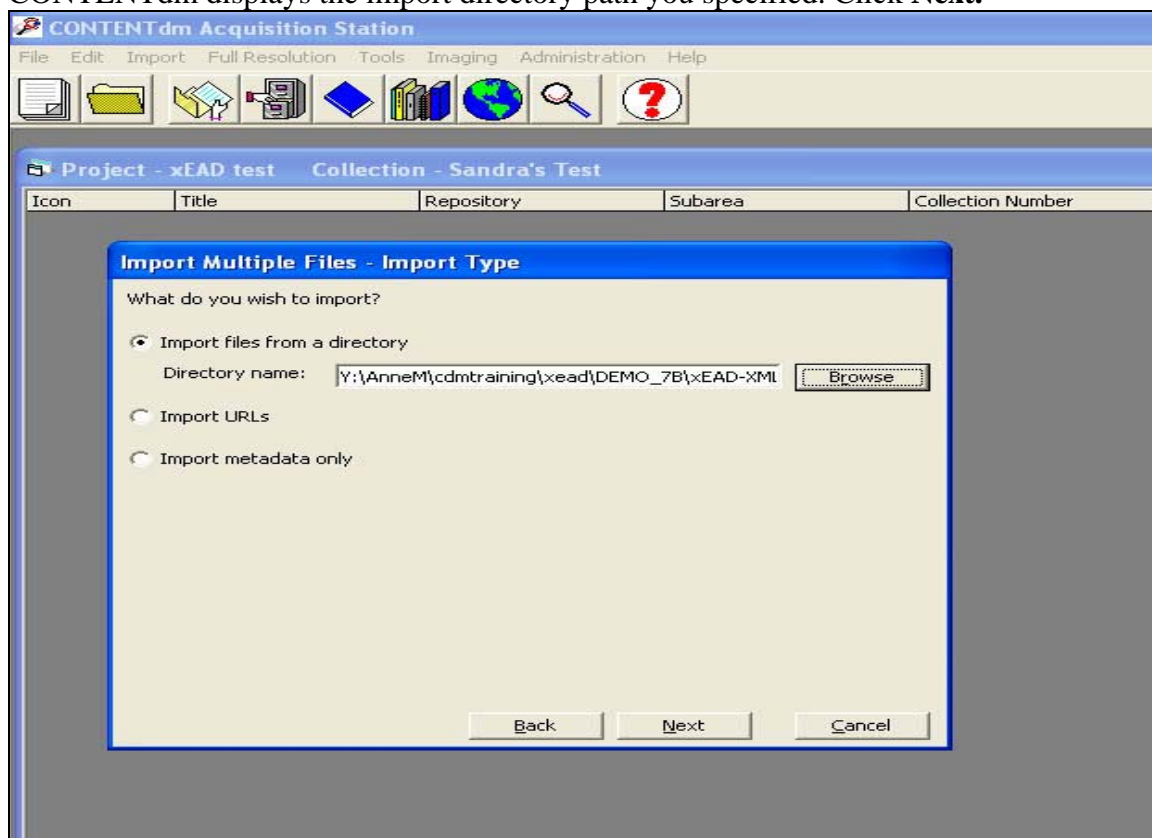 CONTENTdm displays the import directory path you specified. Click Next.
CONTENTdm Acquisition Station
File Edit Import Full Resolution Tools Imaging Administration Help
Project - xEAD test Collection - Sandra's Test
Icon Title Repository Subarea Collection Number
Import Multiple Files - Import Type
What do you wish to import?
Import files from a directory
Directory name: Y:\AnneM\cdmtraining\xead\DEMO_7B\xEAD-XML Browse
Import URLs
Import metadata only
Back Next Cancel